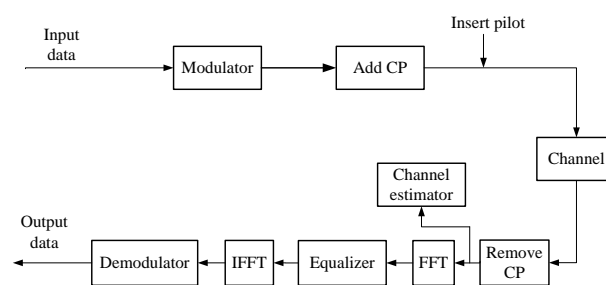 Insert pilot
Input
data
Modulator
Add CP
Channel
Channel
estimator
Output
data
Demodulator
IFFT
Equalizer
FFT
Remove
CP